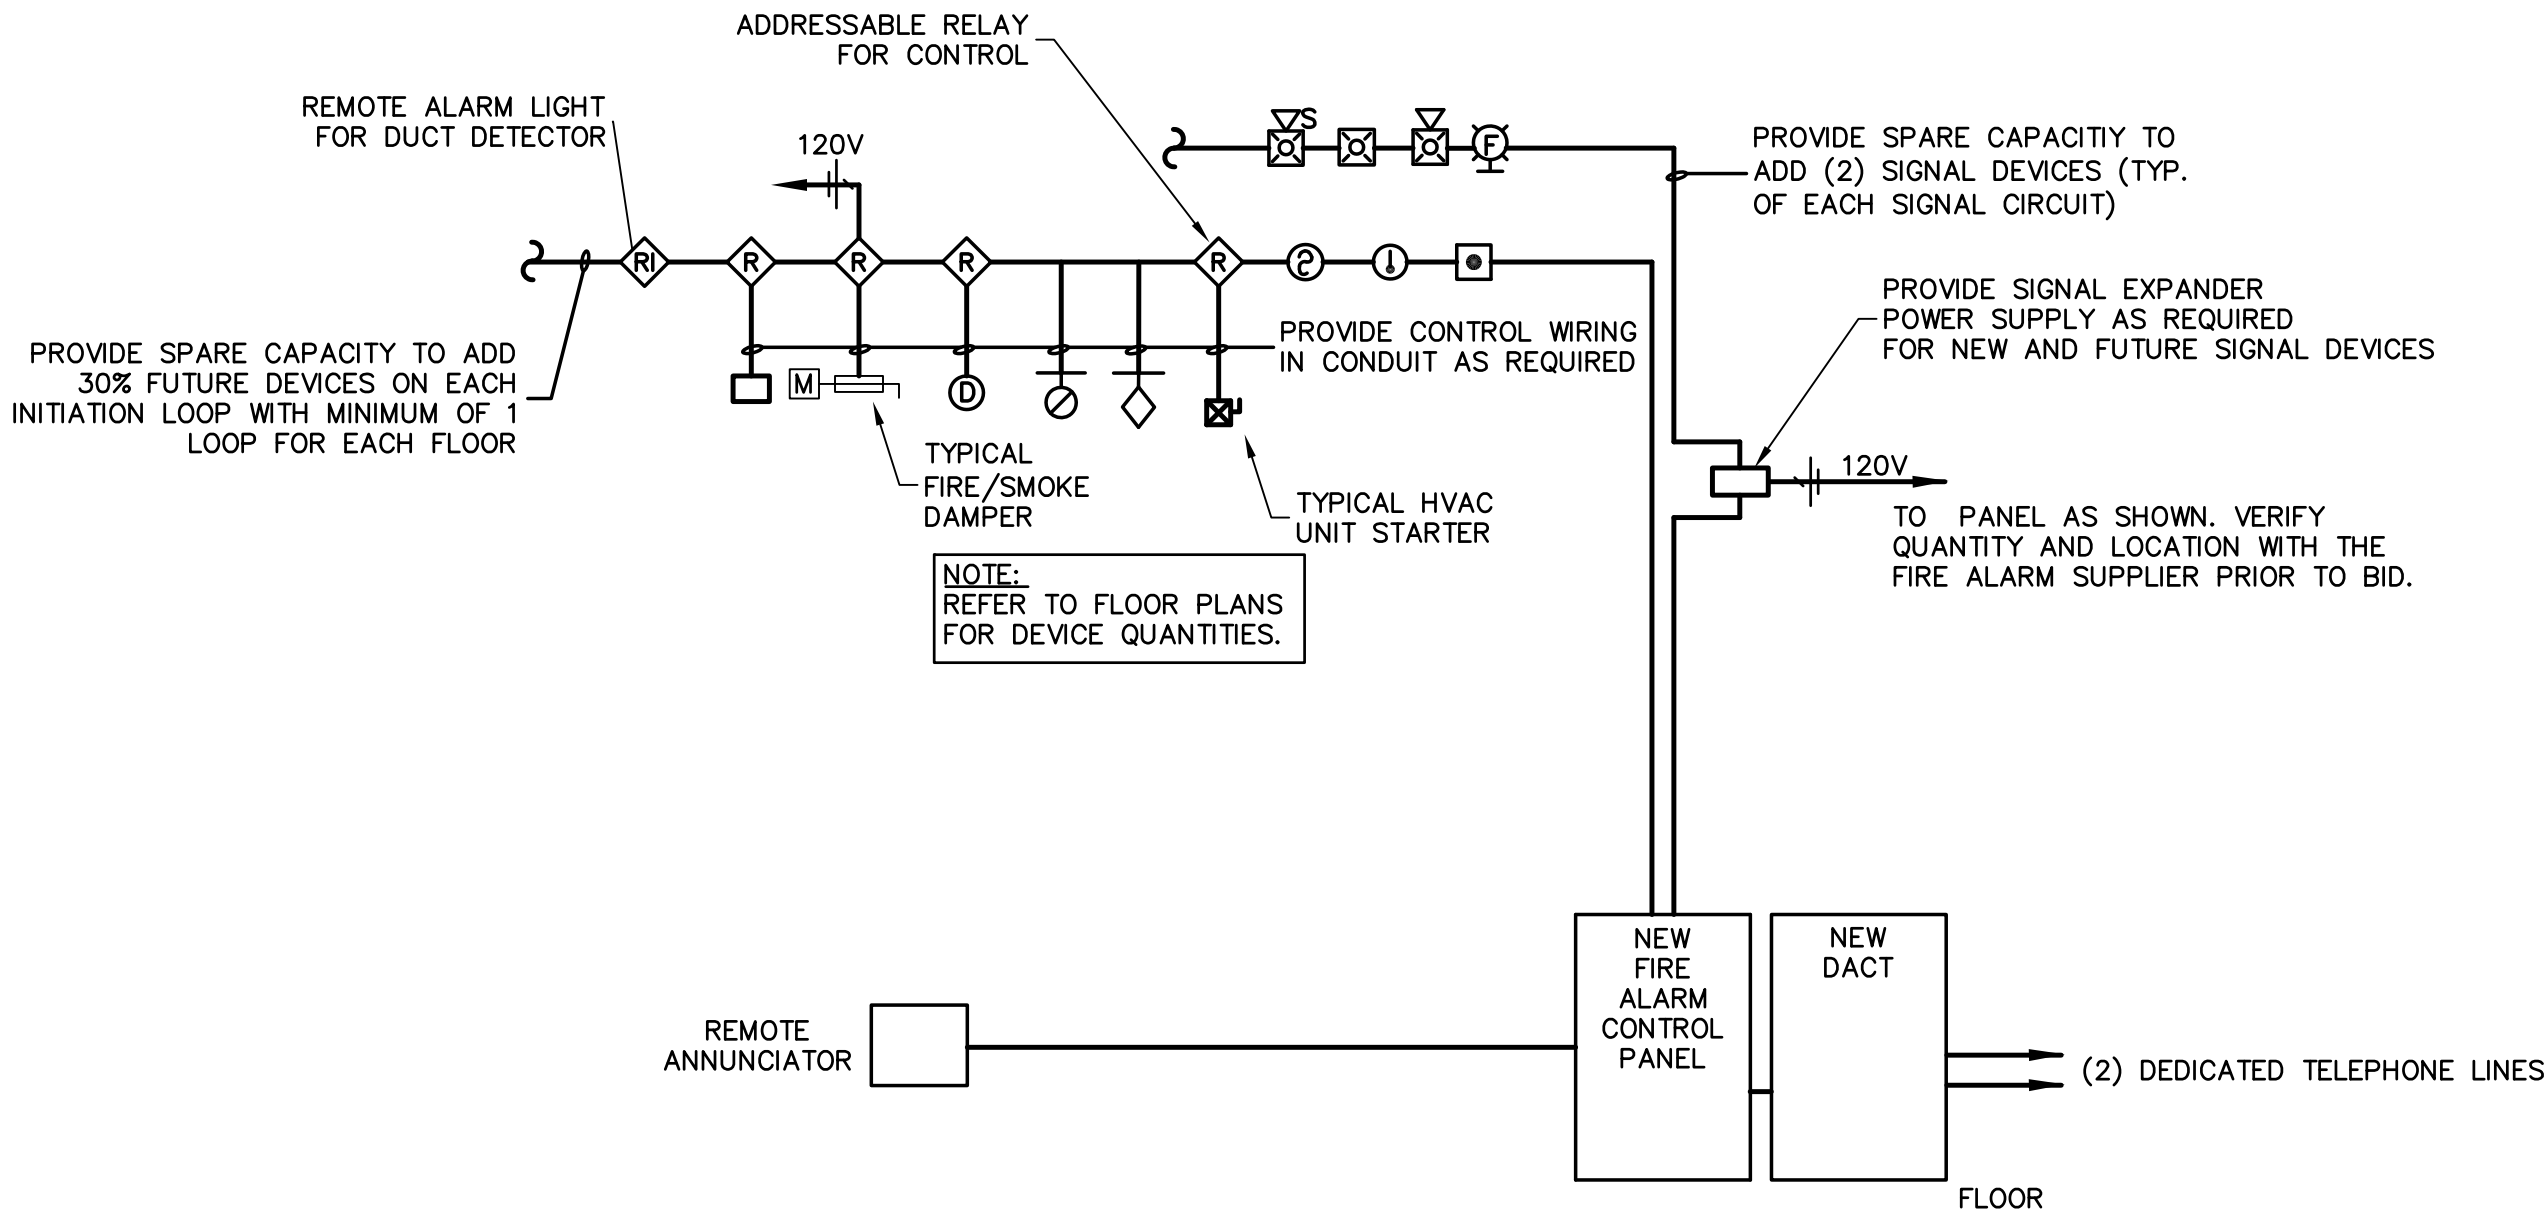 ADDRESSABLE RELAY
FOR CONTROL
REMOTE ALARM LIGHT
FOR DUCT DETECTOR
120V
S
F
PROVIDE SPARE CAPACITIY TO
ADD (2) SIGNAL DEVICES (TYP.
OF EACH SIGNAL CIRCUIT)
RI
R
R
R
R
PROVIDE SIGNAL EXPANDER
POWER SUPPLY AS REQUIRED
FOR NEW AND FUTURE SIGNAL DEVICES
PROVIDE SPARE CAPACITY TO ADD
30% FUTURE DEVICES ON EACH
INITIATION LOOP WITH MINIMUM OF 1
LOOP FOR EACH FLOOR
PROVIDE CONTROL WIRING
IN CONDUIT AS REQUIRED
M
D
TYPICAL
FIRE/SMOKE
DAMPER
TYPICAL HVAC
UNIT STARTER
120V
TO PANEL AS SHOWN. VERIFY
QUANTITY AND LOCATION WITH THE
FIRE ALARM SUPPLIER PRIOR TO BID.
NOTE:
REFER TO FLOOR PLANS
FOR DEVICE QUANTITIES.
NEW
FIRE
ALARM
CONTROL
PANEL
NEW
DACT
REMOTE
ANNUNCIATOR
(2) DEDICATED TELEPHONE LINES
FLOOR